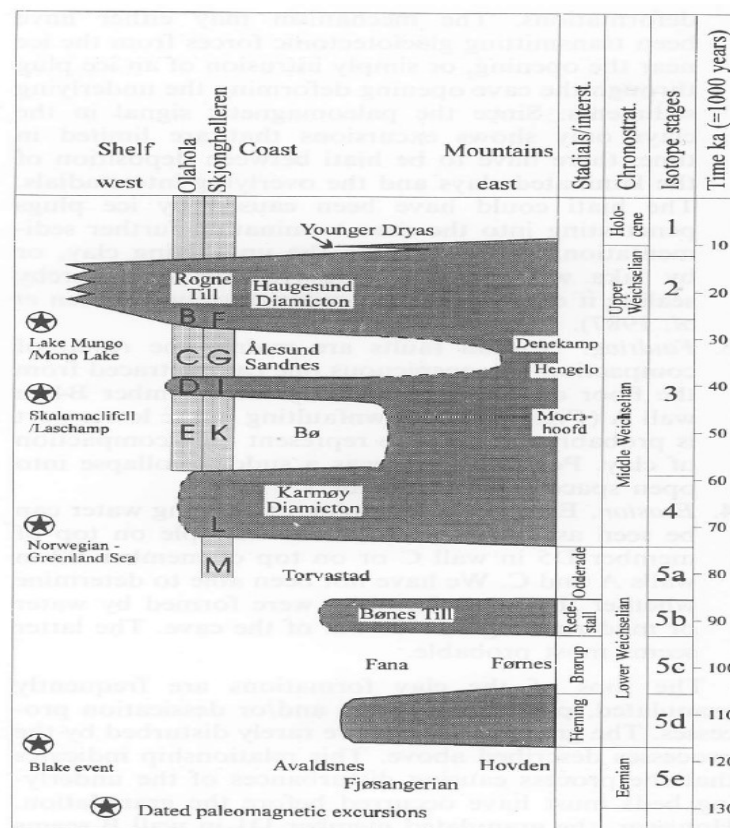 Shelf
west
Olahola
Skjonghelleren
Coast
Mountains
east
Stadials/interst.
Chronostrat.
Isotope stages
Time ka (=1000 years)
Younger Dryas
Holo-
cene
10
Rogne
Till
Haugesund
Diamicton
Upper
Weichselian
2
20
B
F
Lake Mungo
/Mono Lake
30
C
G
Ålesund
Sandnes
Denekamp
Hengelo
D
I
3
40
Skalamaelifell
/Laschamp
Moers-
hoofd
K
Bø
50
Middle Weichselian
60
Karmøy
Diamicton
4
L
70
Norwegian -
Greenland Sea
M
Torvastad
Odderade
5a
80
Bønes Till
Rede-
stall
5b
90
Fana
Førnes
Brørup
Lower Weichselian
5c
100
Herning
5d
110
Blake event
Avaldsnes
Hovden
Fjøsangerian
Eemian
5e
120
Dated paleomagnetic excursions
130